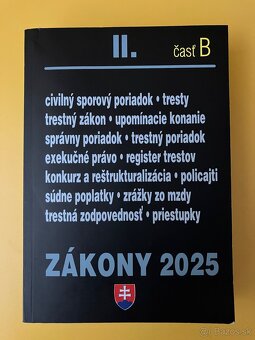 II. časť B
civilný sporový poriadok • tresty
trestný zákon • upomínacie konanie
správny poriadok • trestný poriadok
exekučné právo • register trestov
konkurz a reštrukturalizácia • policajti
súdne poplatky • zrážky zo mzdy
trestná zodpovednosť • priestupky
ZÁKONY 2025